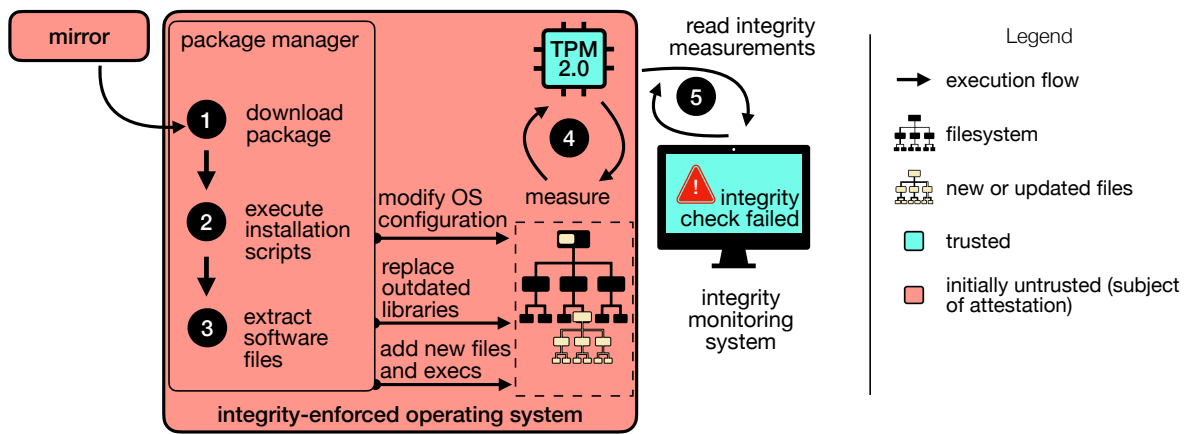 mirror
package manager
1
download
package
2
execute
installation
scripts
3
extract
software
files
modify OS
configuration
replace
outdated
libraries
add new files
and execs
integrity-enforced operating system
TPM
2.0
4
measure
read integrity
measurements
5
integrity
check failed
integrity
monitoring
system
Legend
execution flow
filesystem
new or updated files
trusted
initially untrusted (subject
of attestation)